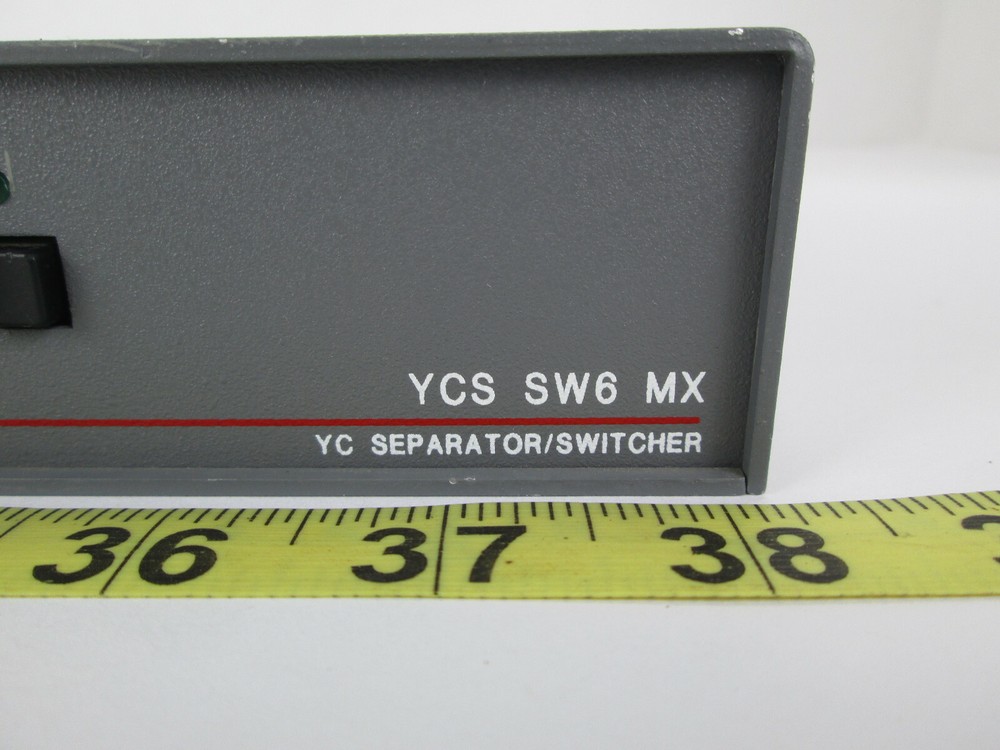 YCS SW6 MX
YC SEPARATOR/SWITCHER
36 37 38